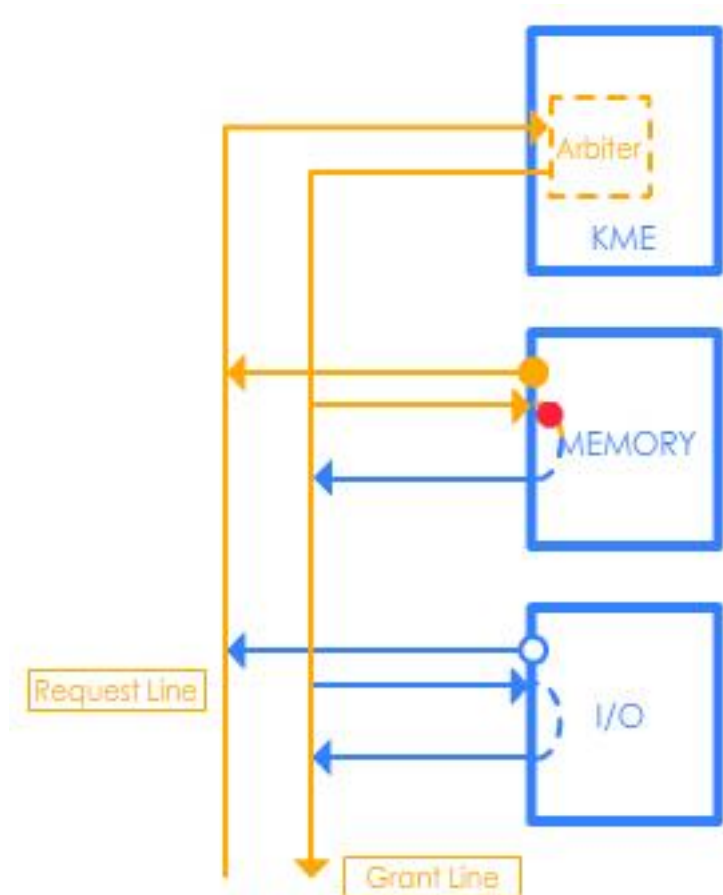 Arbiter
KME
MEMORY
Request Line
I/O
Grant Line